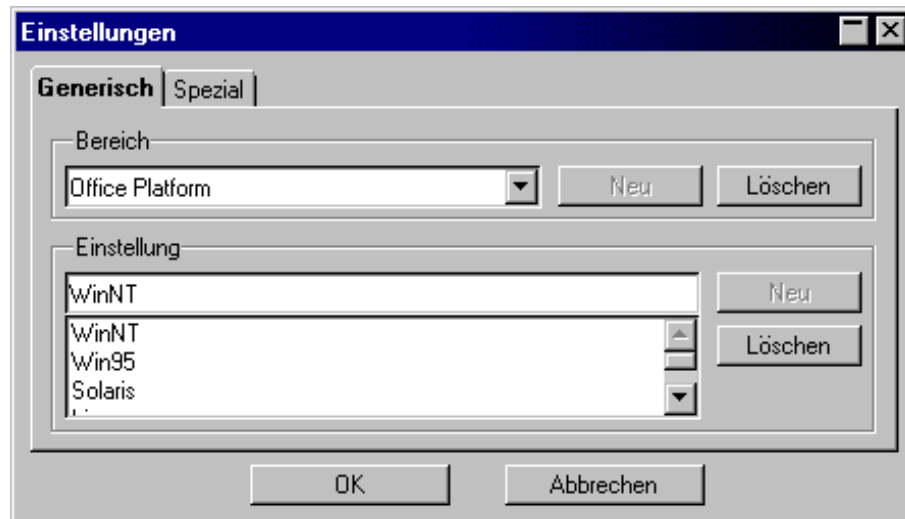 Einstellungen
Generisch Spezial
Bereich
Office Platform Neu Löschen
Einstellung
WinNT Neu
WinNT
Win95 Löschen
Solaris
OK Abbrechen